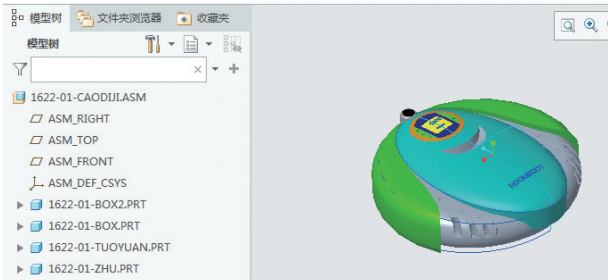 模型树 文件夹浏览器 收藏夹
模型树
1622-01-CAODIJI.ASM
ASM_RIGHT
ASM_TOP
ASM_FRONT
ASM_DEF_CSYS
1622-01-BOX2.PRT
1622-01-BOX.PRT
1622-01-TUOYUAN.PRT
1622-01-ZHU.PRT